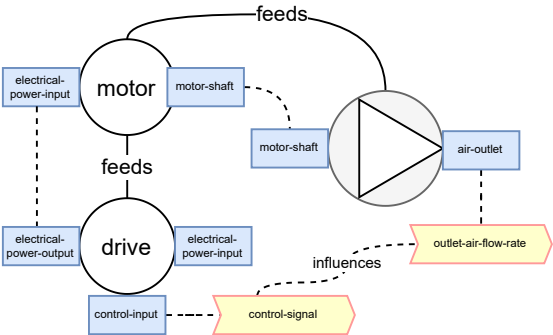 feeds
electrical-
power-input
motor
motor-shaft
motor-shaft
air-outlet
feeds
electrical-
power-output
drive
electrical-
power-input
outlet-air-flow-rate
influences
control-input
control-signal